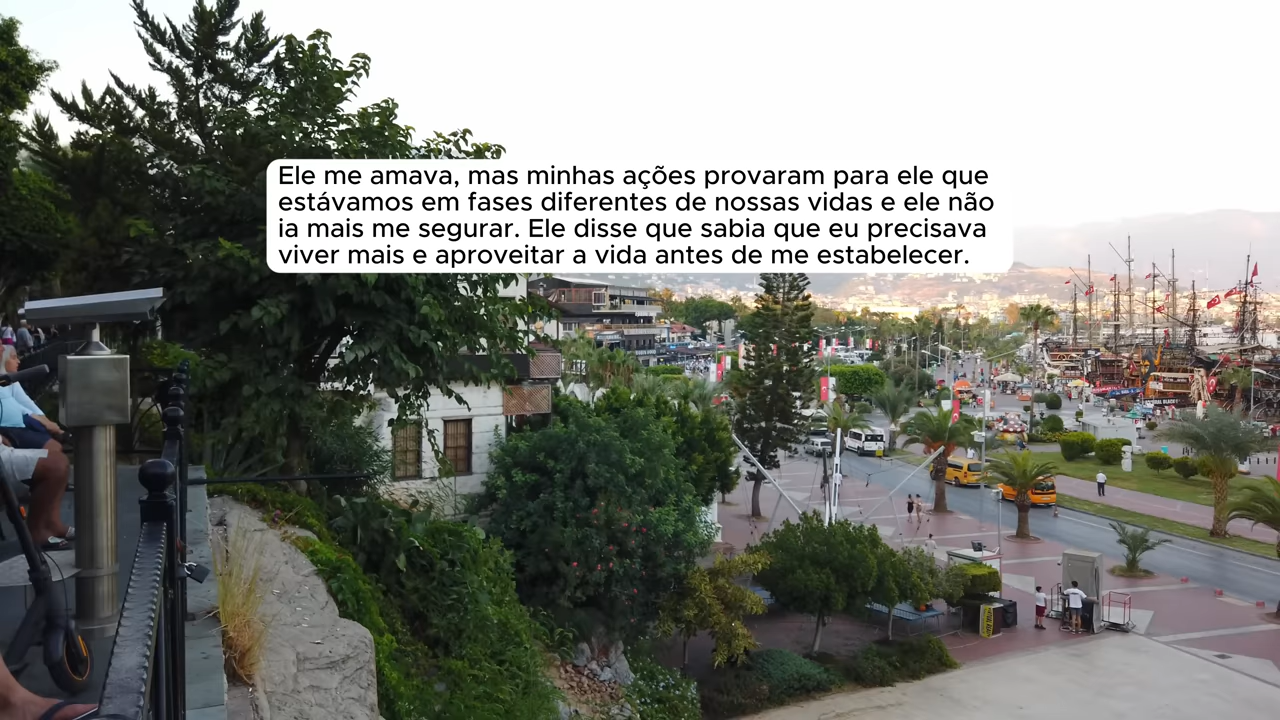 Ele me amava, mas minhas ações provaram para ele que
estávamos em fases diferentes de nossas vidas e ele não
ia mais me segurar. Ele disse que sabia que eu precisava
viver mais e aproveitar a vida antes de me estabelecer.